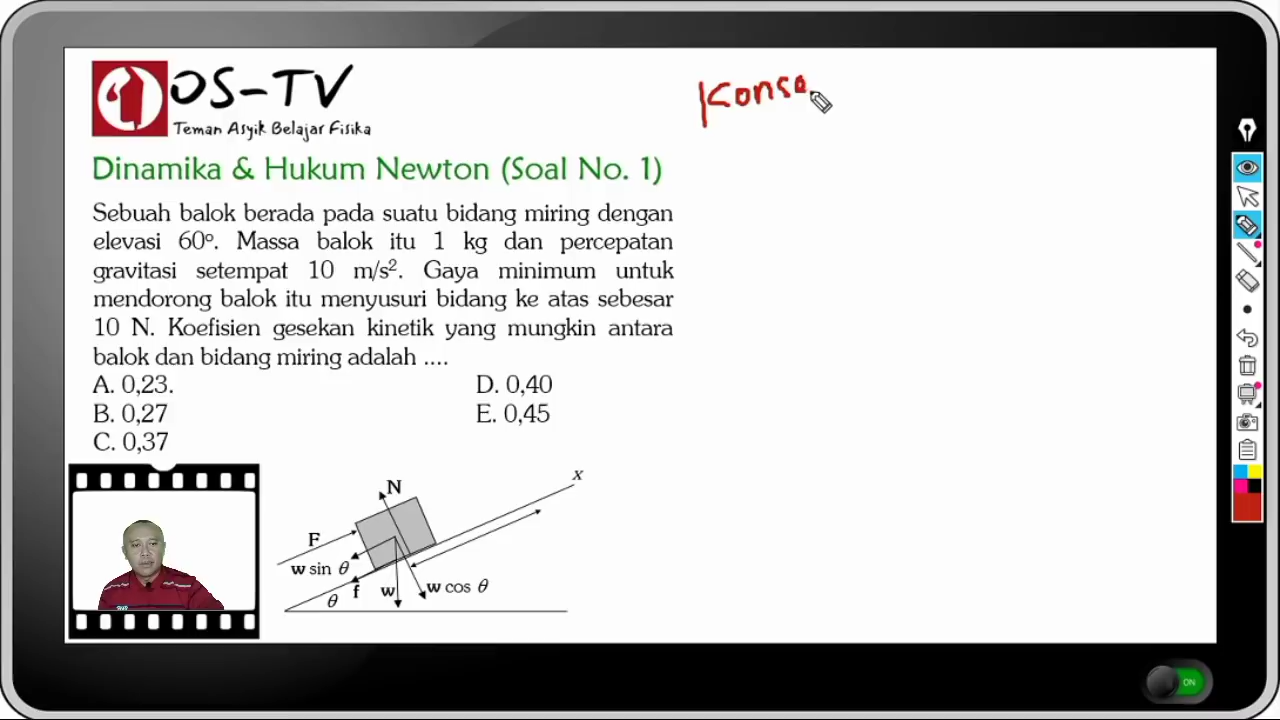 OS-TV
Teman Asyik Belajar Fisika
Konse
Dinamika & Hukum Newton (Soal No. 1)
Sebuah balok berada pada suatu bidang miring dengan
elevasi 60°. Massa balok itu 1 kg dan percepatan
gravitasi setempat 10 m/s². Gaya minimum untuk
mendorong balok itu menyusuri bidang ke atas sebesar
10 N. Koefisien gesekan kinetik yang mungkin antara
balok dan bidang miring adalah ....
A. 0,23.
B. 0,27
C. 0,37
D. 0,40
E. 0,45
x
N
F
w sin θ
θ
f
w
w cos θ
ON